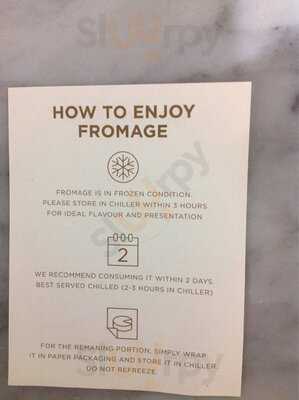 HOW TO ENJOY
FROMAGE
FROMAGE IS IN FROZEN CONDITION.
PLEASE STORE IN CHILLER WITHIN 3 HOURS
FOR IDEAL FLAVOUR AND PRESENTATION
2
WE RECOMMEND CONSUMING IT WITHIN 2 DAYS.
BEST SERVED CHILLED (2-3 HOURS IN CHILLER)
FOR THE REMANING PORTION, SIMPLY WRAP
IT IN PAPER PACKAGING AND STORE IT IN CHILLER.
DO NOT REFREEZE.
slurrpy